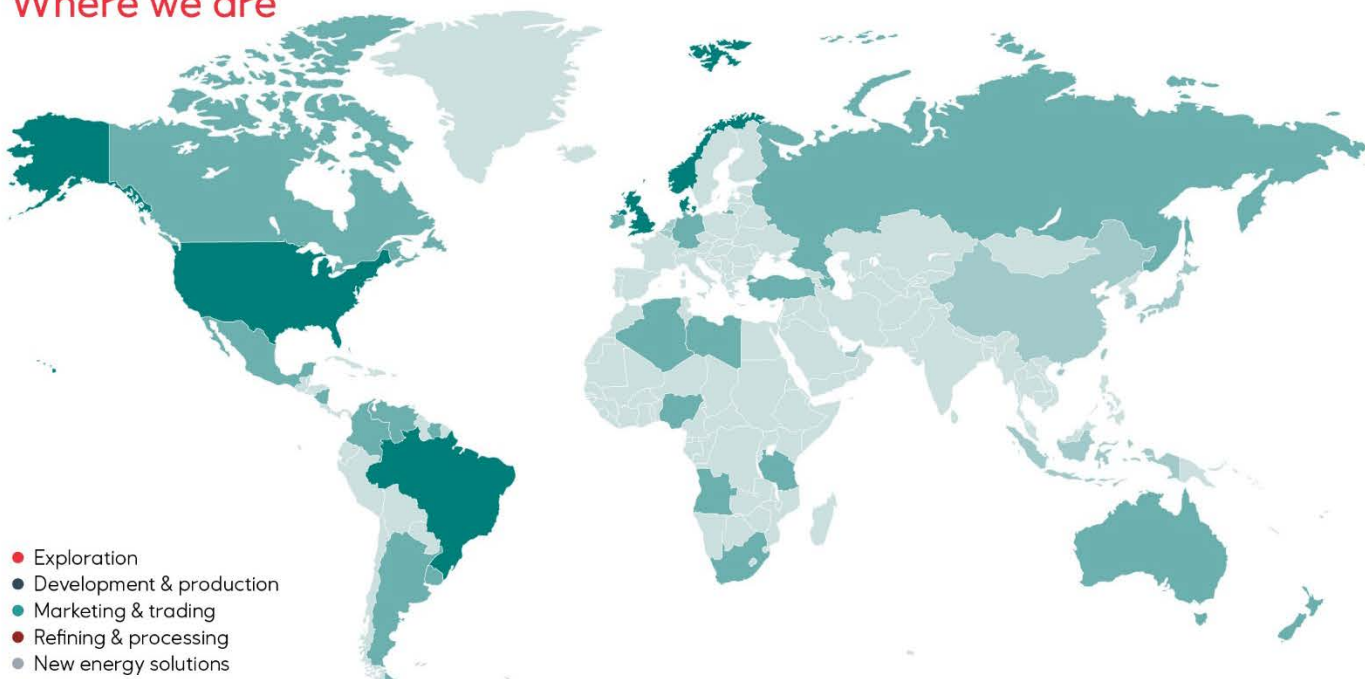 Where we are
Exploration
Development & production
Marketing & trading
Refining & processing
New energy solutions